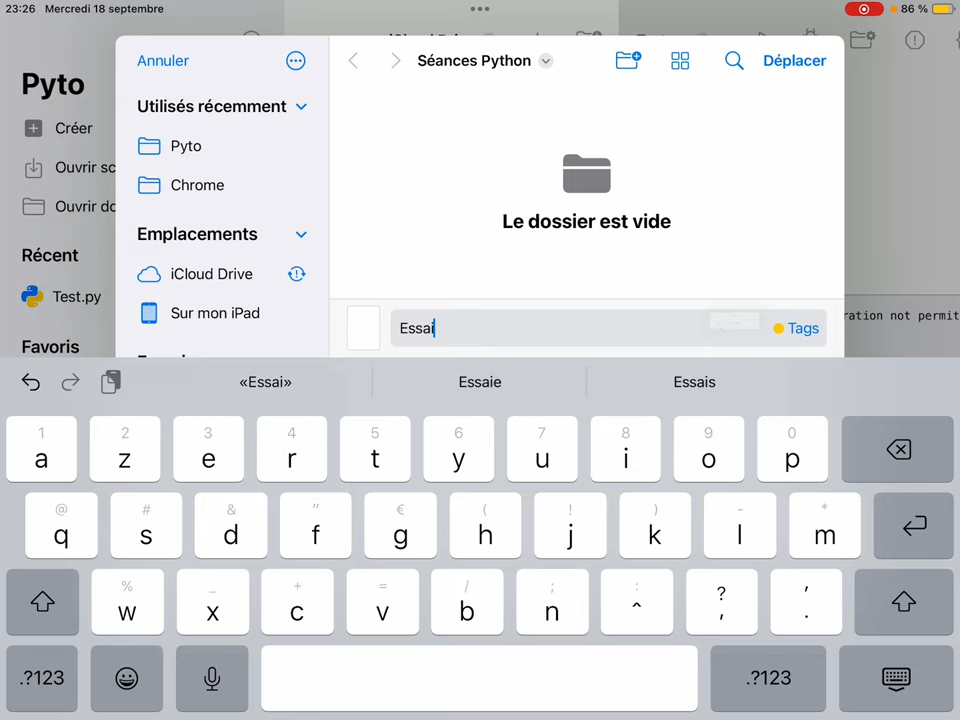 23:26 Mercredi 18 septembre
86 %
Pyto
Créer
Ouvrir sc
Ouvrir do
Récent
Test.py
Favoris
Annuler
Utilisés récemment
Pyto
Chrome
Emplacements
iCloud Drive
Sur mon iPad
Séances Python
Déplacer
Le dossier est vide
Essai
Tags
ration not permit
«Essai»
Essaie
Essais
1 2 3 4 5 6 7 8 9 0
a z e r t y u i o p
@ # & " € ( ! ) - *
q s d f g h j k l m
% _ + = / ; : ? '
w x c v b n ^ , .
.?123 .?123